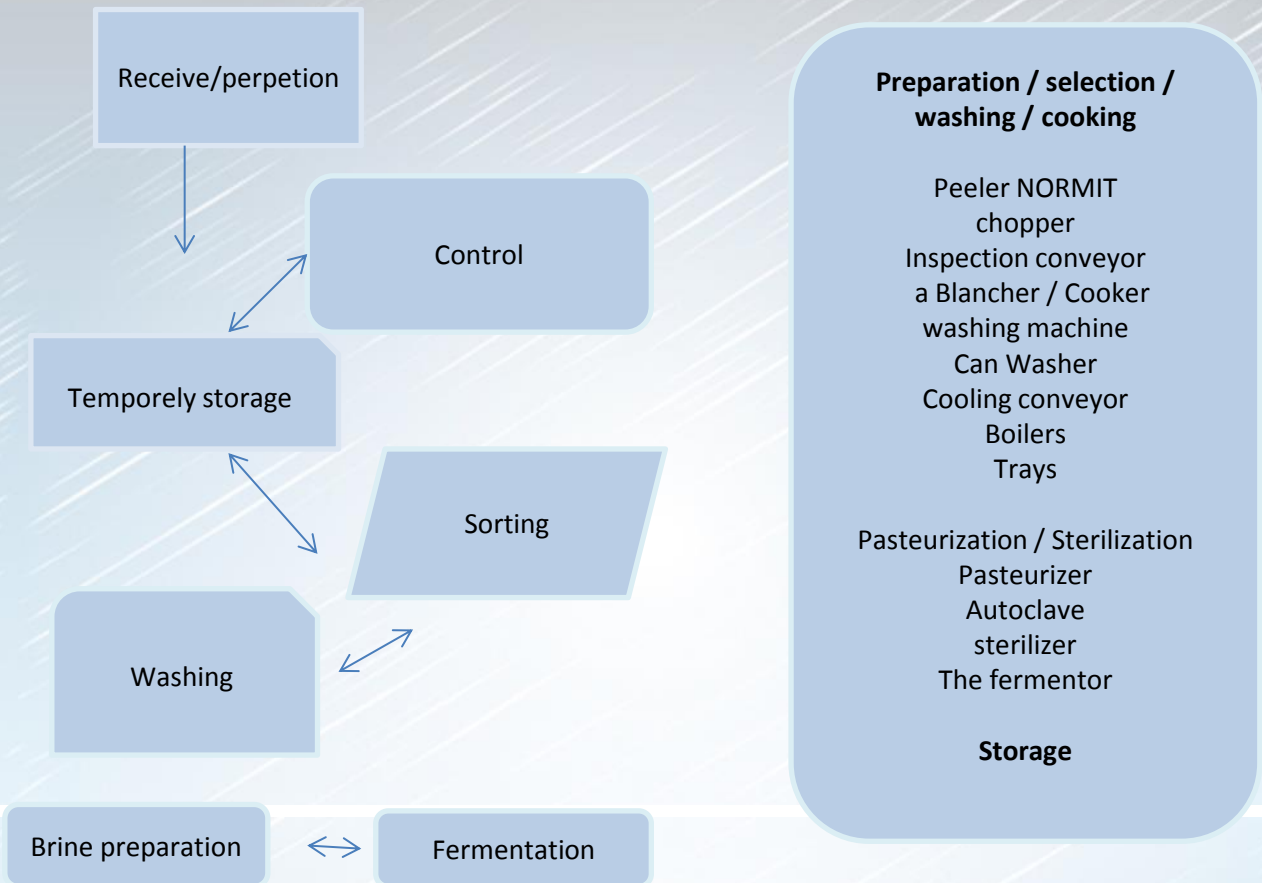 Receive/perpetion
Control
Temporely storage
Sorting
Washing
Brine preparation
Fermentation
Preparation / selection /
washing / cooking
Peeler NORMIT
chopper
Inspection conveyor
a Blancher / Cooker
washing machine
Can Washer
Cooling conveyor
Boilers
Trays
Pasteurization / Sterilization
Pasteurizer
Autoclave
sterilizer
The fermentor
Storage